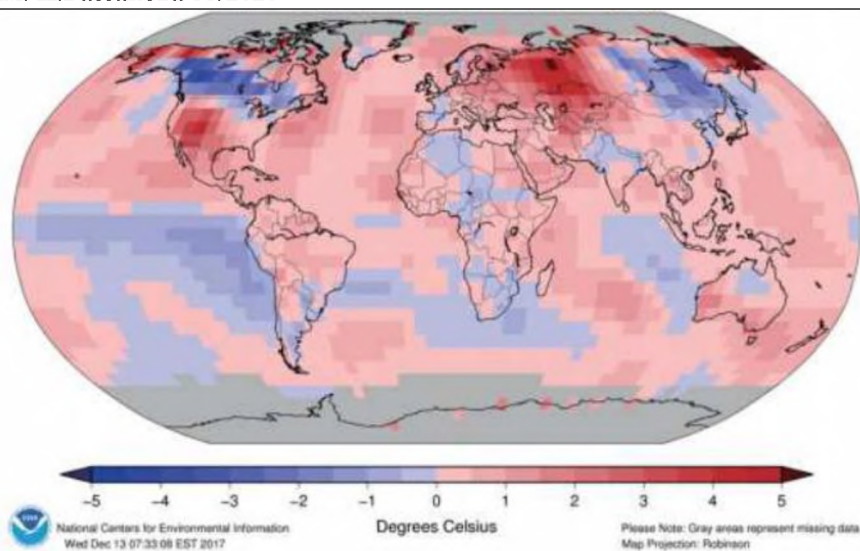 -5 -4 -3 -2 -1 0 1 2 3 4 5
Degrees Celsius
National Centers for Environmental Information
Wed Dec 13 07:33:08 EST 2017
Please Note: Gray areas represent missing data
Map Projection: Robinson